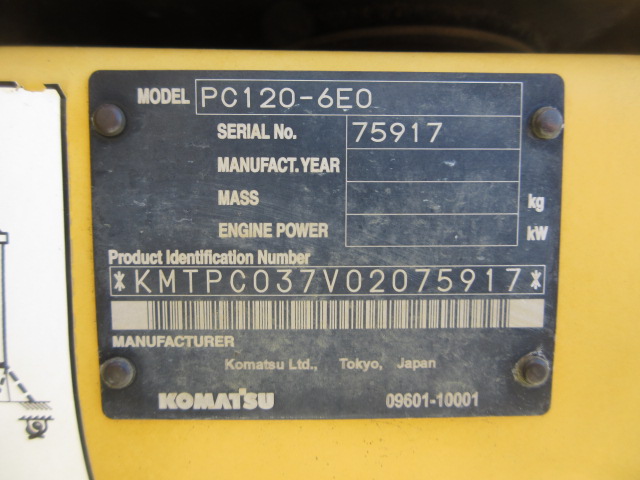 MODEL PC120-6E0
SERIAL No. 75917
MANUFACT. YEAR
MASS kg
ENGINE POWER kW
Product Identification Number
*KMTPC037V02075917*
MANUFACTURER
Komatsu Ltd., Tokyo, Japan
KOMATSU 09601-10001